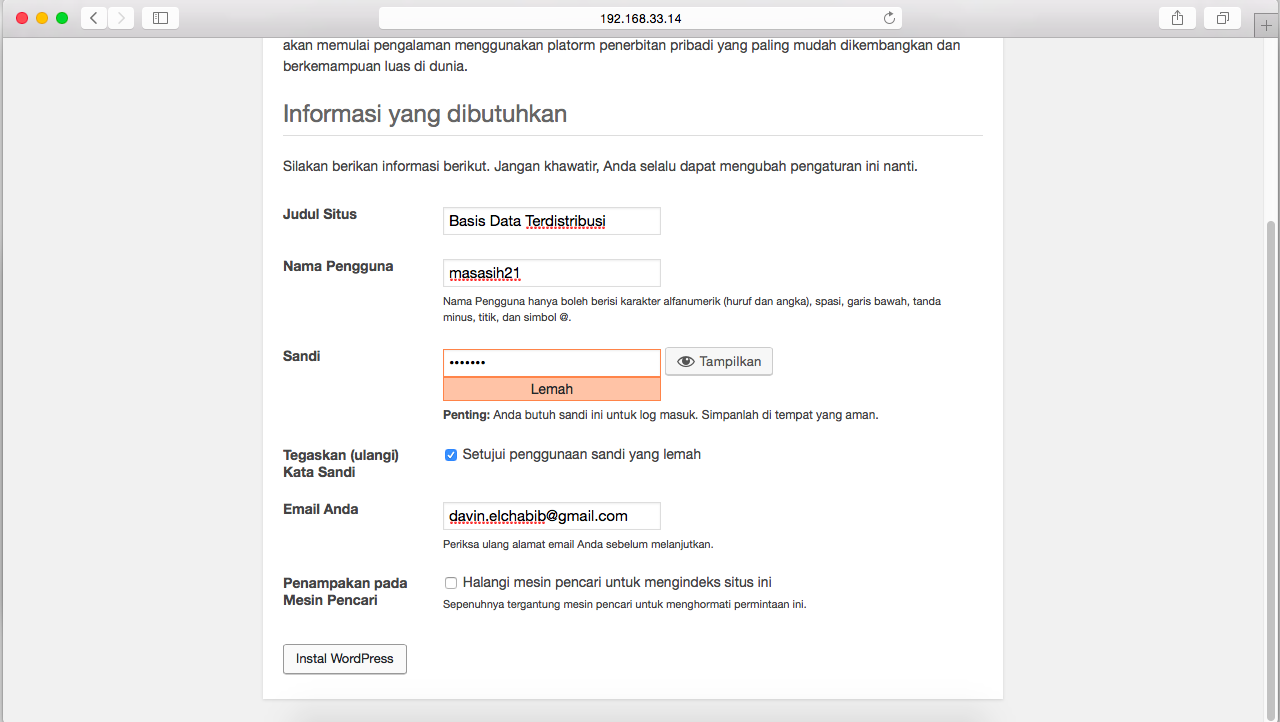 192.168.33.14
akan memulai pengalaman menggunakan platorm penerbitan pribadi yang paling mudah dikembangkan dan
berkemampuan luas di dunia.
Informasi yang dibutuhkan
Silakan berikan informasi berikut. Jangan khawatir, Anda selalu dapat mengubah pengaturan ini nanti.
Judul Situs
Basis Data Terdistribusi
Nama Pengguna
masasih21
Nama Pengguna hanya boleh berisi karakter alfanumerik (huruf dan angka), spasi, garis bawah, tanda
minus, titik, dan simbol @.
Sandi
•••••••
Tampilkan
Lemah
Penting: Anda butuh sandi ini untuk log masuk. Simpanlah di tempat yang aman.
Tegaskan (ulangi)
Kata Sandi
Setujui penggunaan sandi yang lemah
Email Anda
davin.elchabib@gmail.com
Periksa ulang alamat email Anda sebelum melanjutkan.
Penampakan pada
Mesin Pencari
Halangi mesin pencari untuk mengindeks situs ini
Sepenuhnya tergantung mesin pencari untuk menghormati permintaan ini.
Instal WordPress